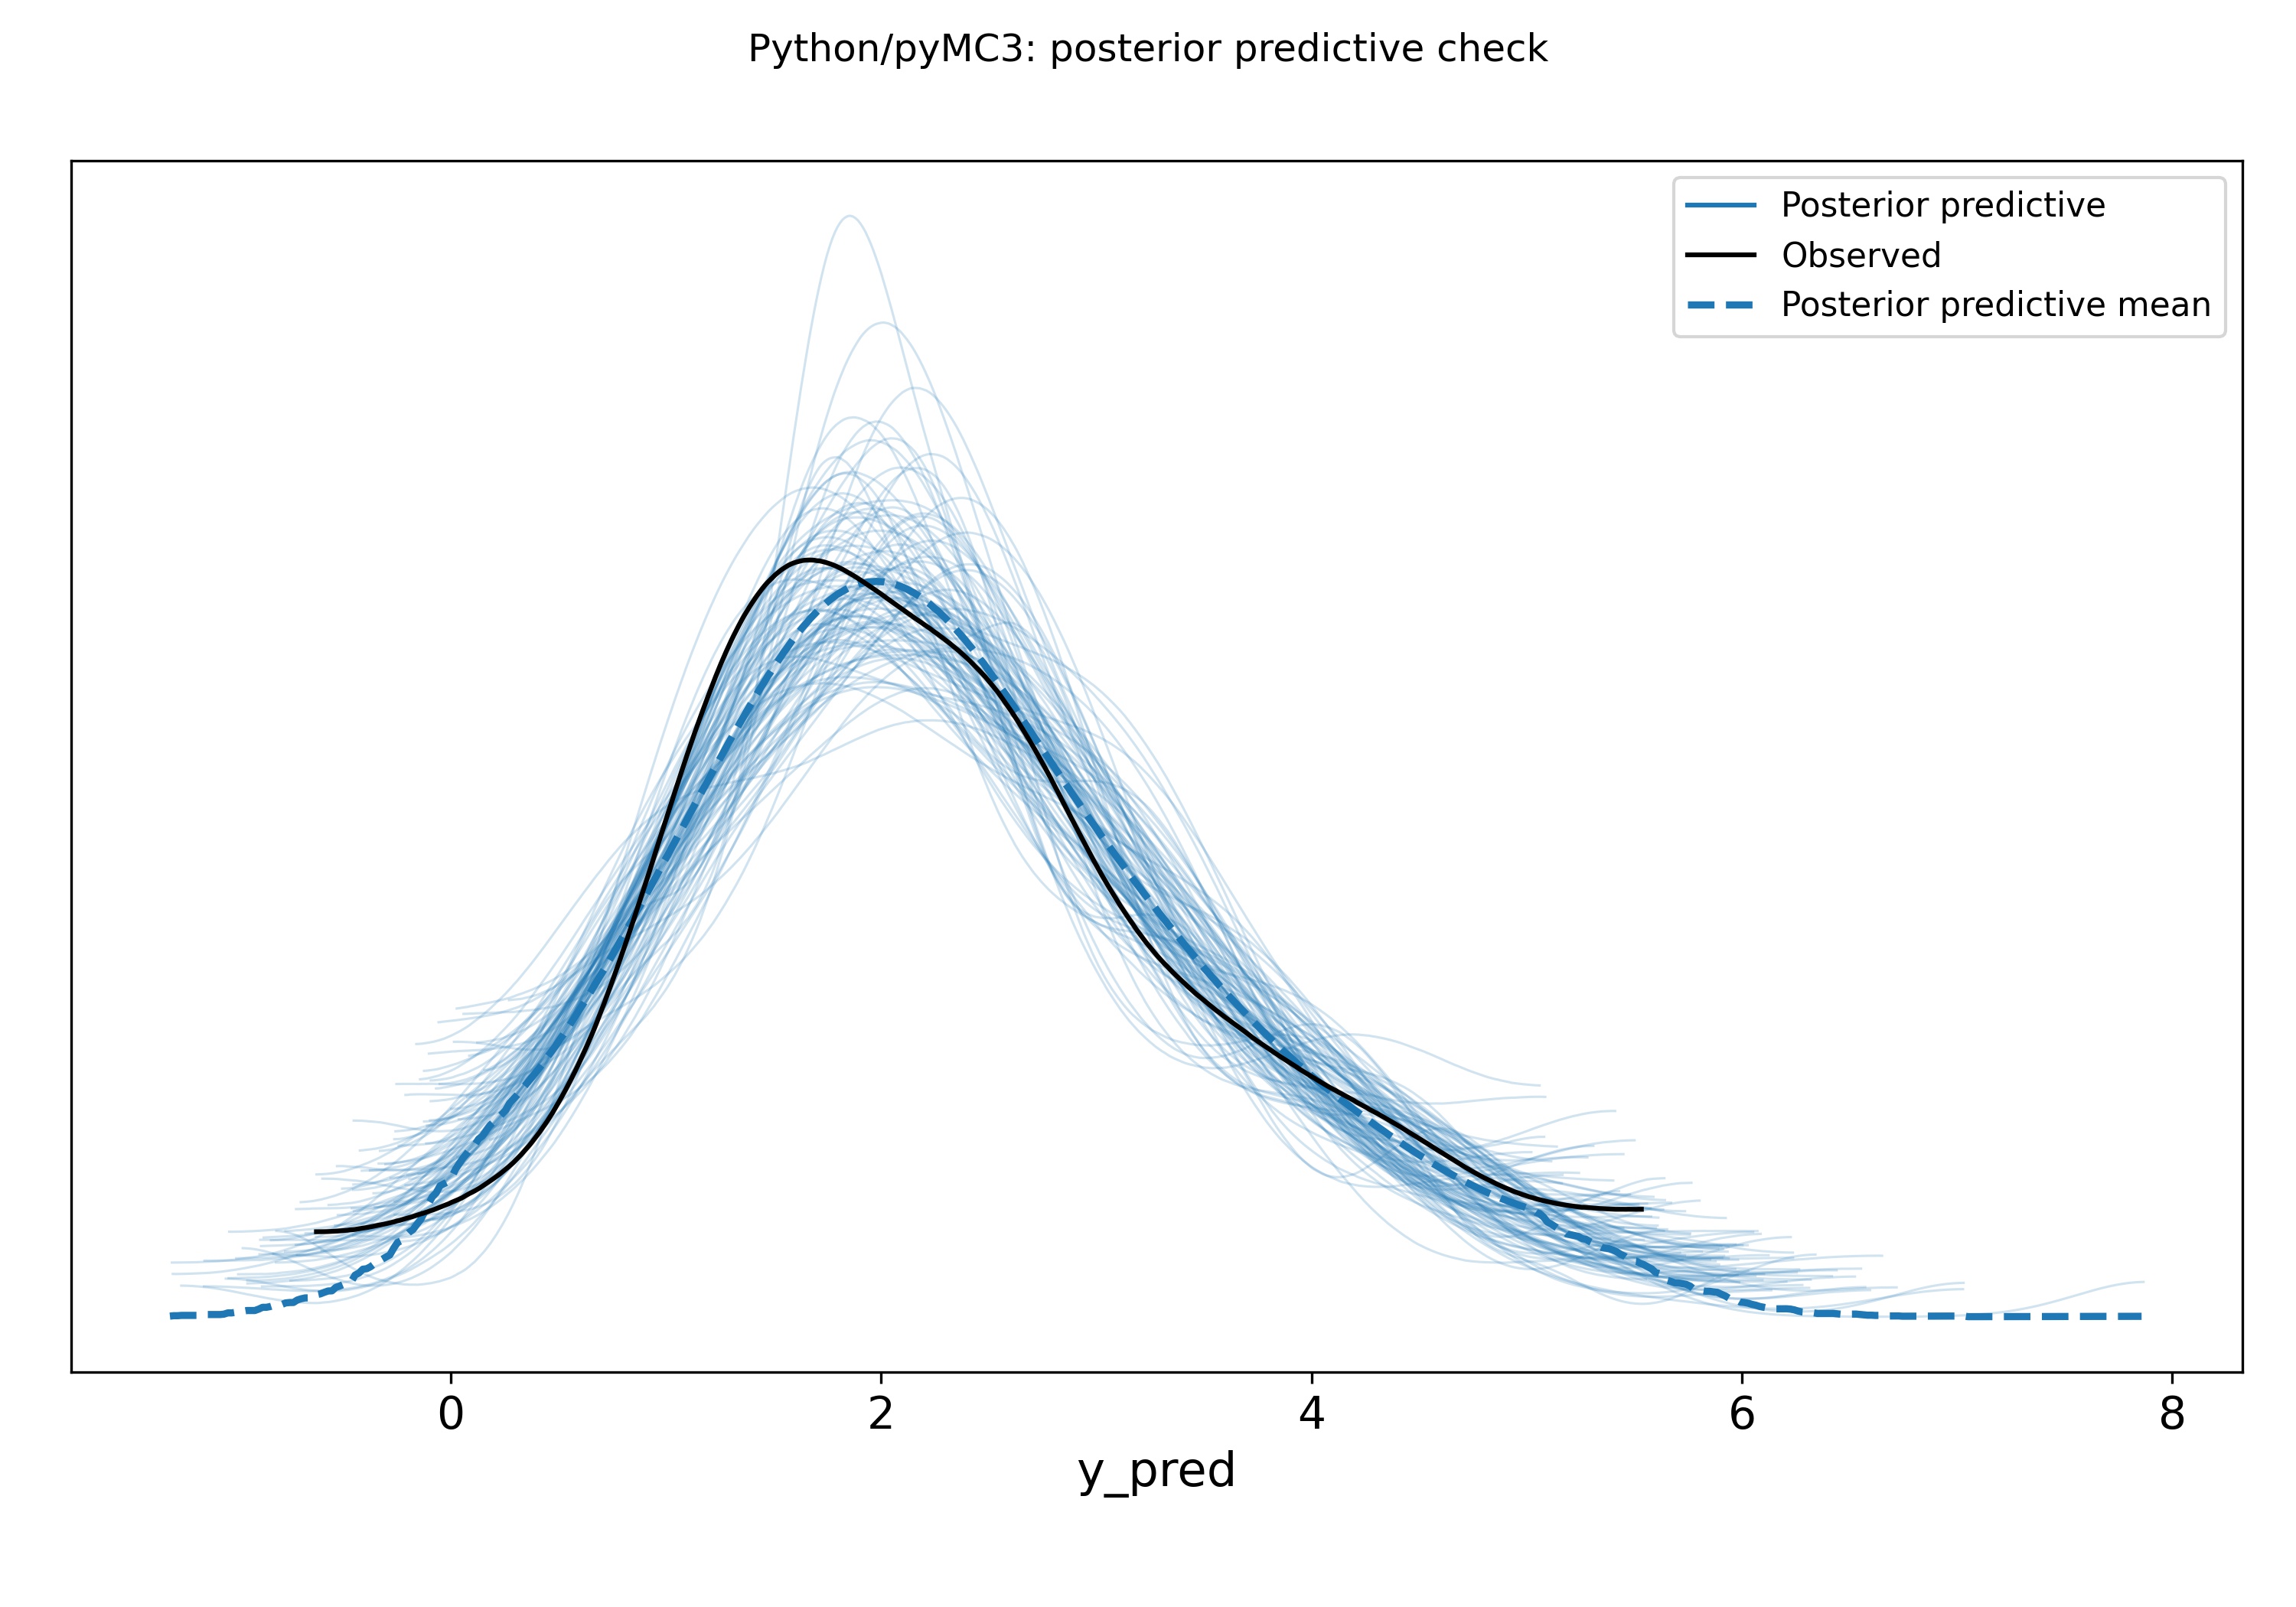 Python/pyMC3: posterior predictive check
Posterior predictive
Observed
Posterior predictive mean
0 2 4 6 8
y_pred